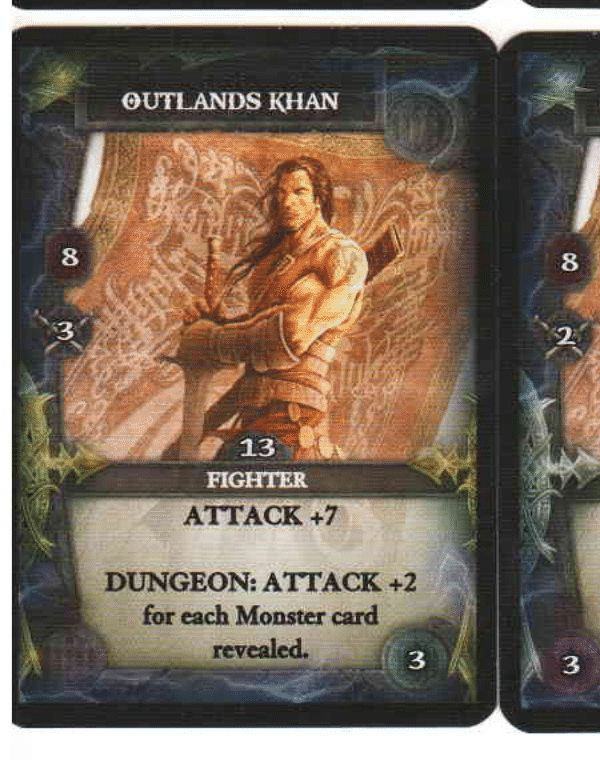 OUTLANDS KHAN
8
3
13
FIGHTER
ATTACK +7
DUNGEON: ATTACK +2
for each Monster card
revealed.
3
8
2
3